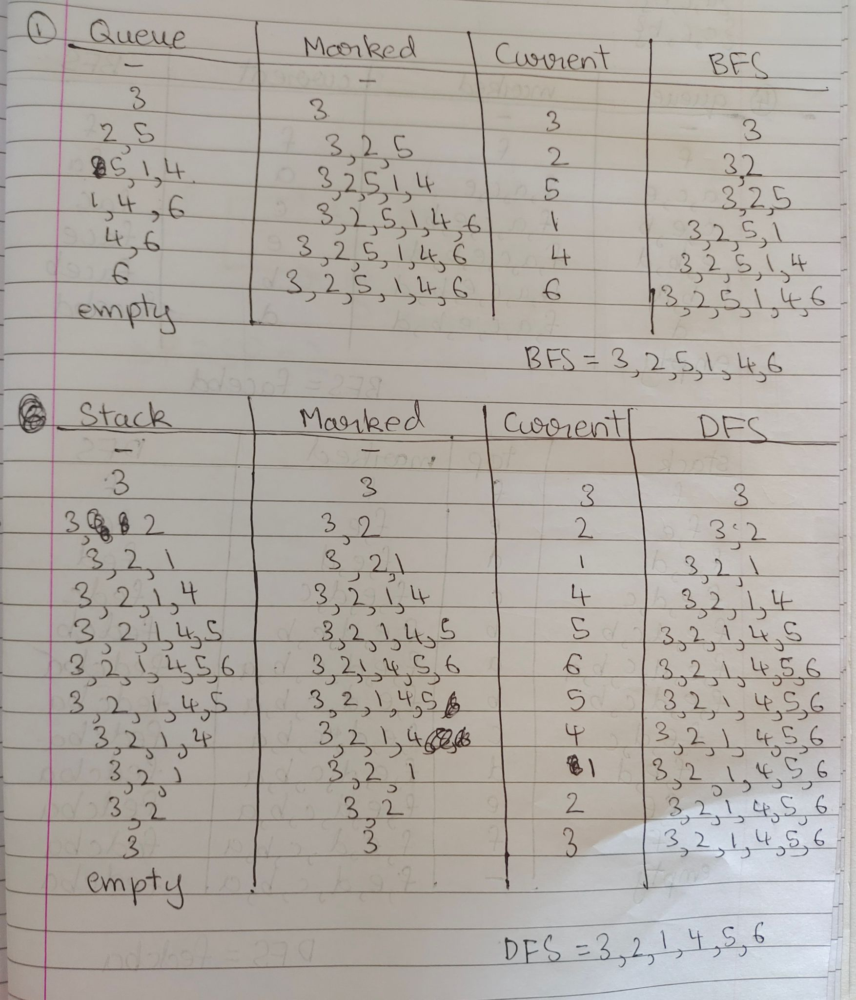 ① Queue Marked Current BFS
- -
3 3 3 3
2, 5 3, 2, 5 2 3,2
5, 1, 4 3, 2, 5, 1, 4 5 3, 2, 5
1, 4, 6 3, 2, 5, 1, 4, 6 1 3, 2, 5, 1
4, 6 3, 2, 5, 1, 4, 6 4 3, 2, 5, 1, 4
6 3, 2, 5, 1, 4, 6 6 3, 2, 5, 1, 4, 6
empty
BFS = 3, 2, 5, 1, 4, 6
Stack Marked Current DFS
- -
3 3 3 3
3, 2 3, 2 2 3, 2
3, 2, 1 3, 2, 1 1 3, 2, 1
3, 2, 1, 4 3, 2, 1, 4 4 3, 2, 1, 4
3, 2, 1, 4, 5 3, 2, 1, 4, 5 5 3, 2, 1, 4, 5
3, 2, 1, 4, 5, 6 3, 2, 1, 4, 5, 6 6 3, 2, 1, 4, 5, 6
3, 2, 1, 4, 5 3, 2, 1, 4, 5 5 3, 2, 1, 4, 5, 6
3, 2, 1, 4 3, 2, 1, 4 4 3, 2, 1, 4, 5, 6
3, 2, 1 3, 2, 1 1 3, 2, 1, 4, 5, 6
3, 2 3, 2 2 3, 2, 1, 4, 5, 6
3 3 3 3, 2, 1, 4, 5, 6
empty
DFS = 3, 2, 1, 4, 5, 6